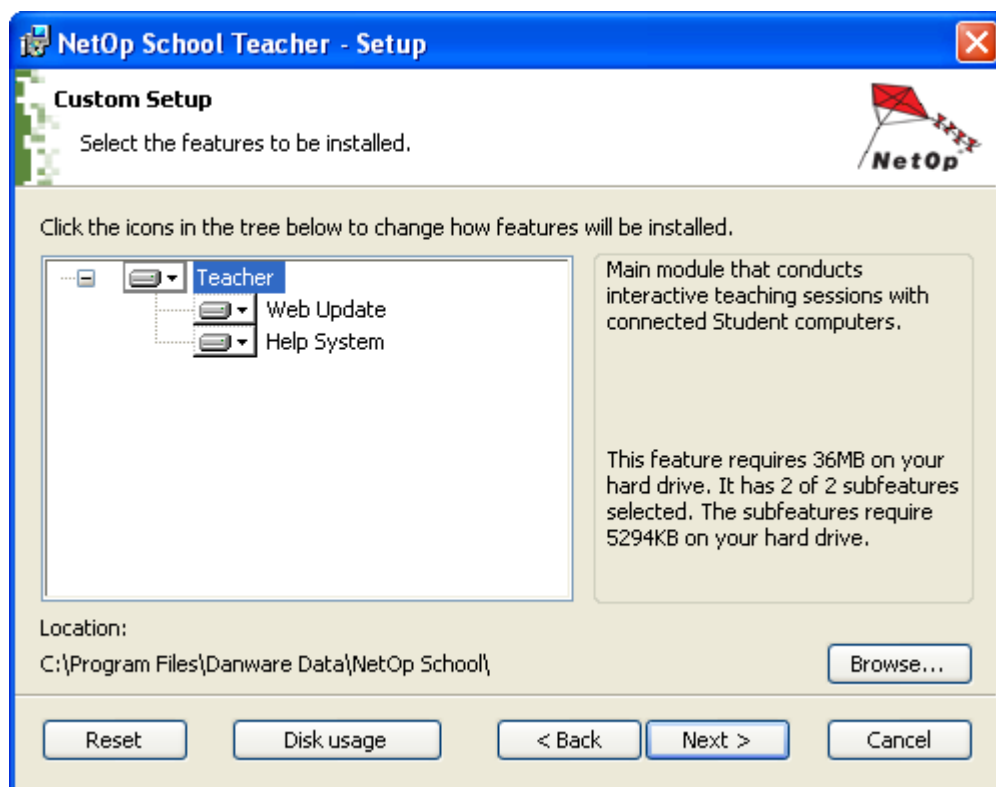 NetOp School Teacher - Setup
Custom Setup
Select the features to be installed.
NetOp
Click the icons in the tree below to change how features will be installed.
Teacher
Web Update
Help System
Main module that conducts
interactive teaching sessions with
connected Student computers.
This feature requires 36MB on your
hard drive. It has 2 of 2 subfeatures
selected. The subfeatures require
5294KB on your hard drive.
Location:
C:\Program Files\Danware Data\NetOp School\
Browse...
Reset
Disk usage
< Back
Next >
Cancel